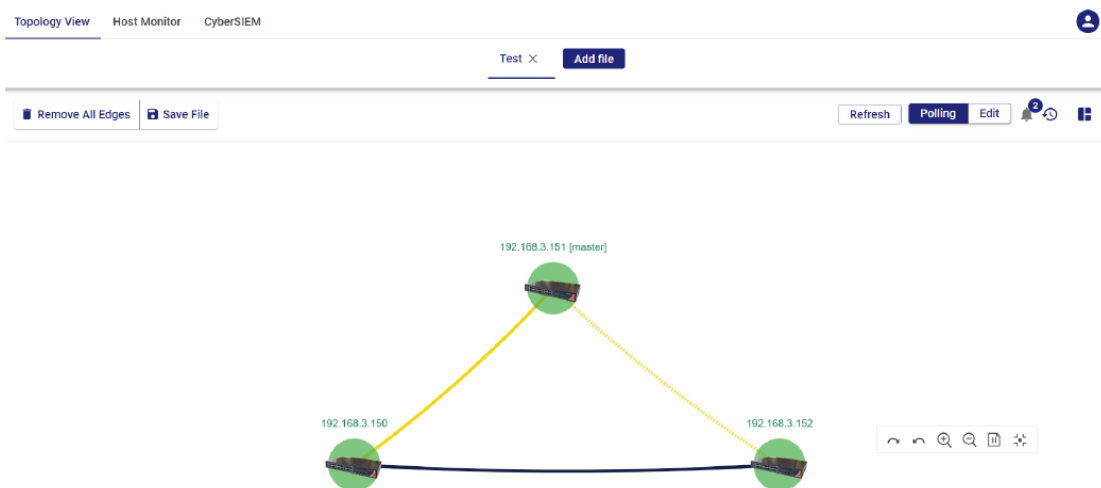 Topology View Host Monitor CyberSIEM
Test Add file
Remove All Edges Save File Refresh Polling Edit 2
192.168.3.151 [master]
192.168.3.150 192.168.3.152